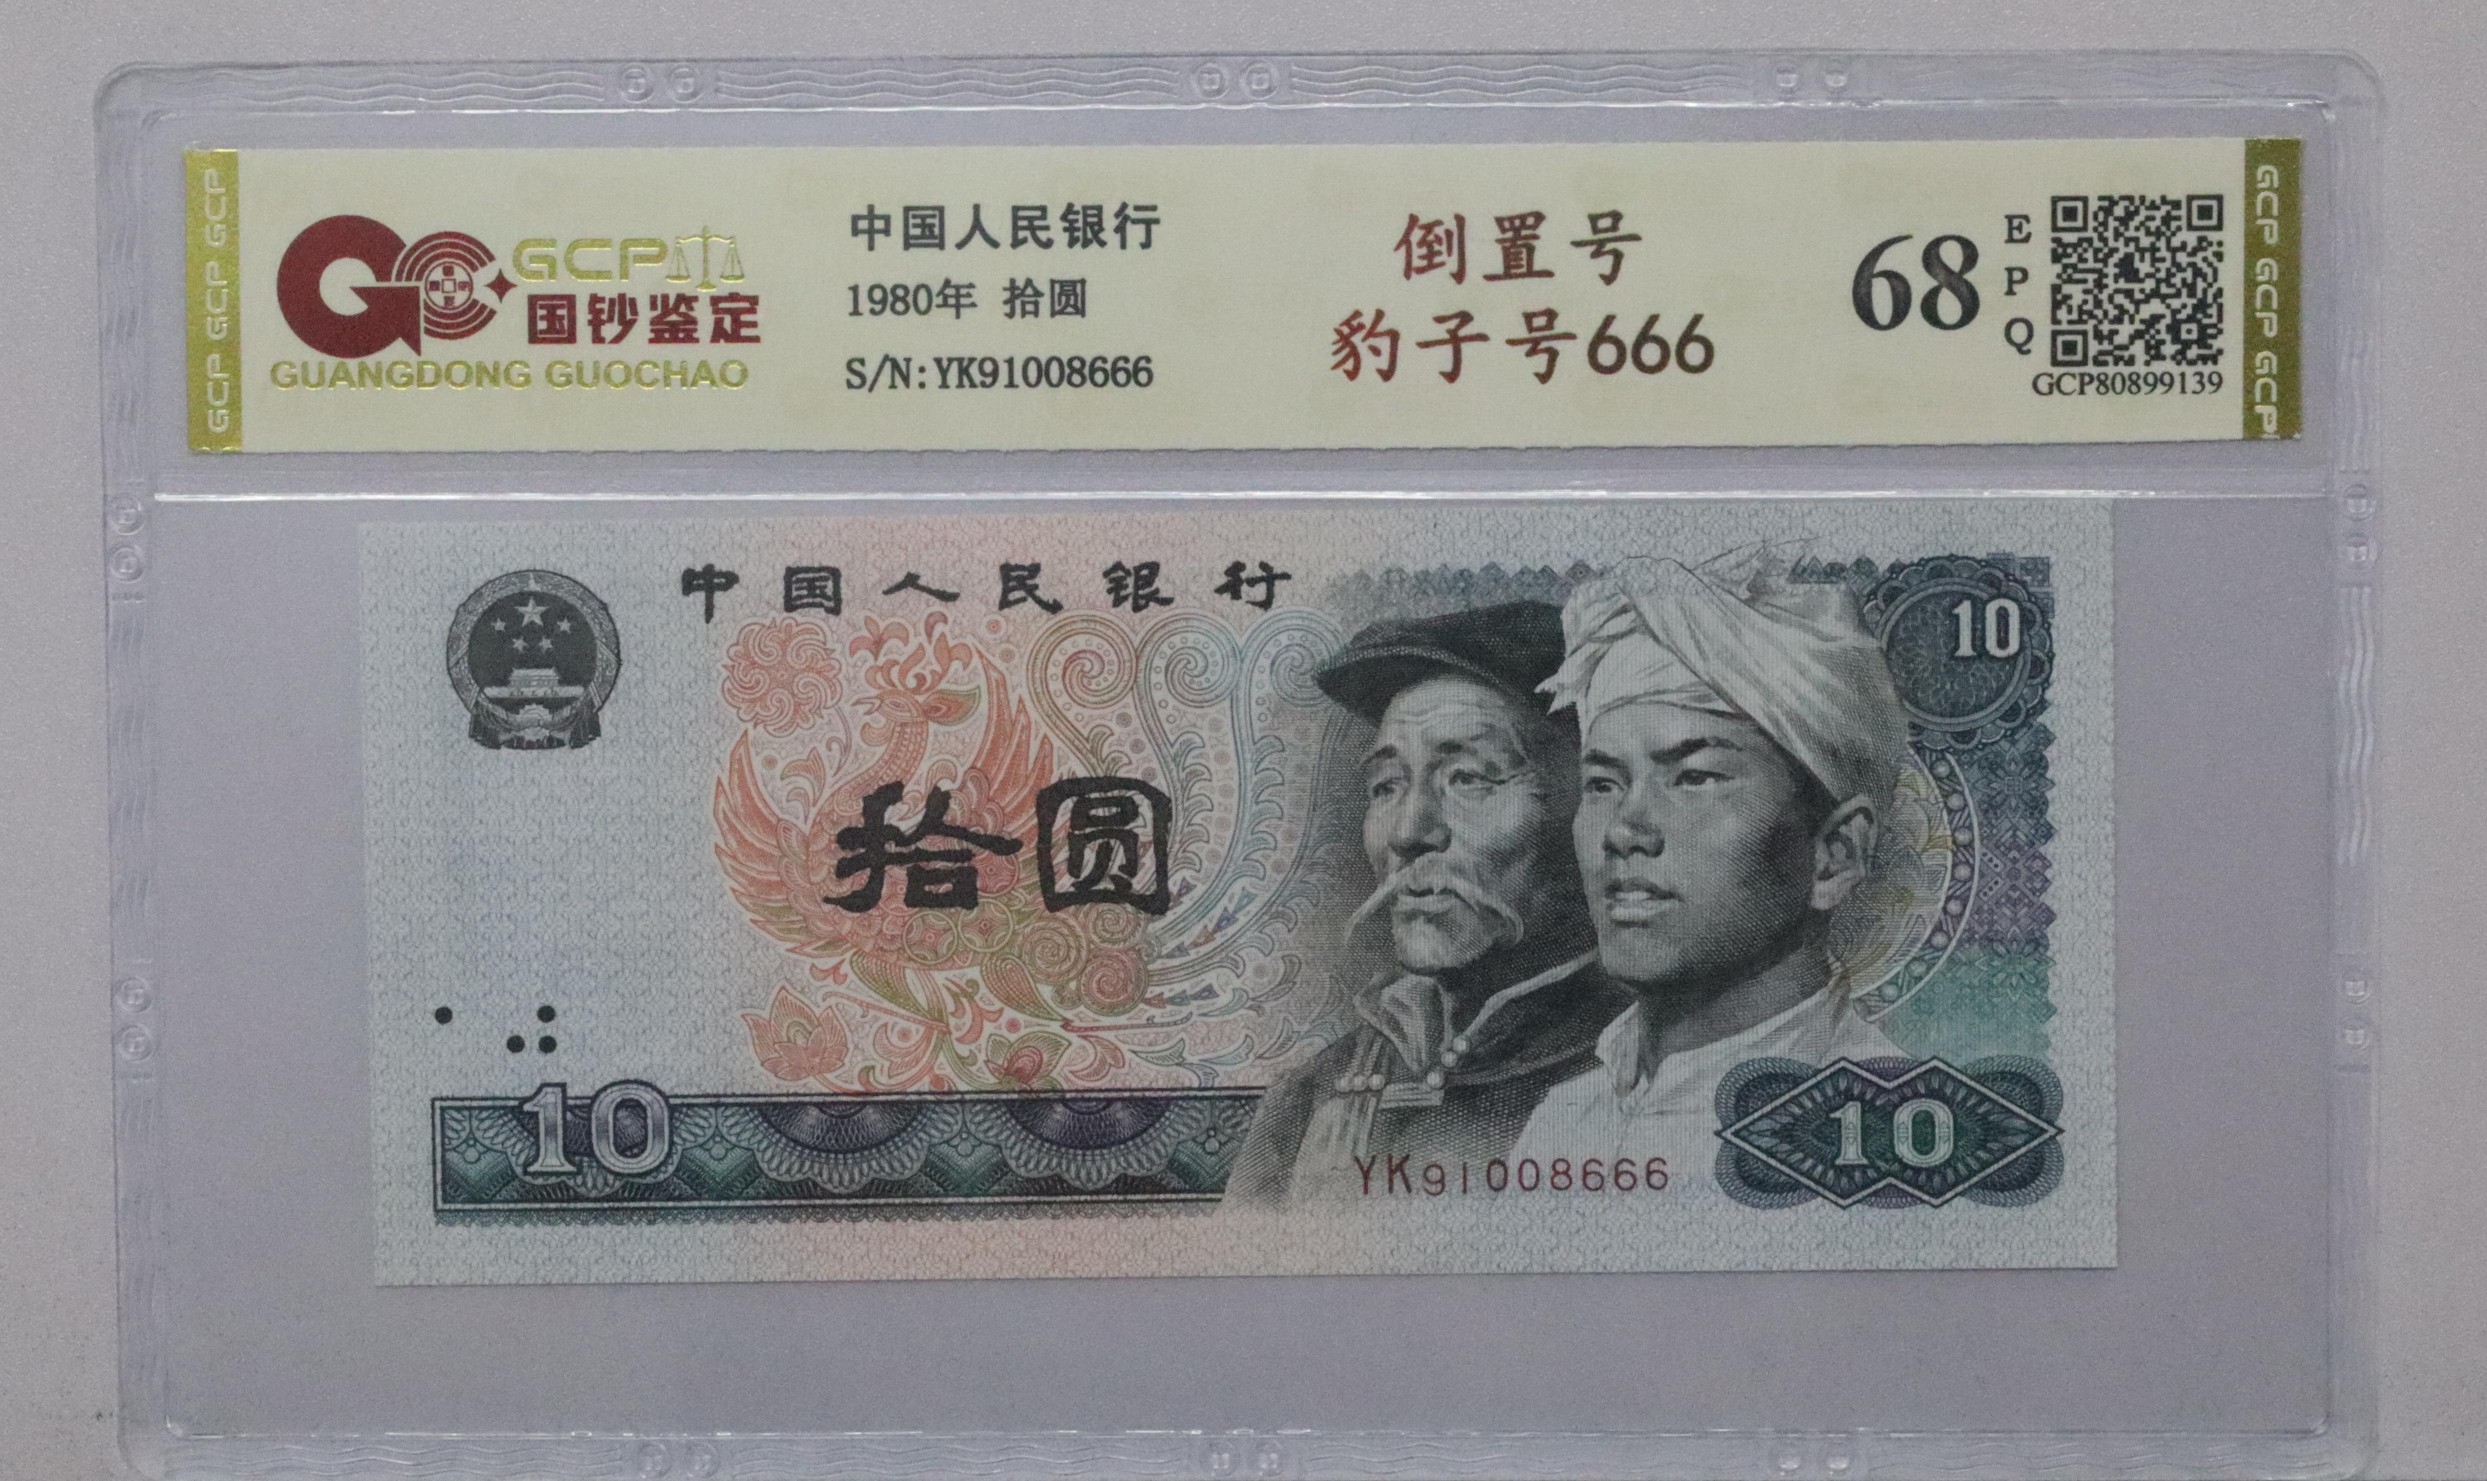 GCP GCP GCP
GCP
国钞鉴定
GUANGDONG GUOCHAO
中国人民银行
1980年 拾圆
S/N:YK91008666
倒置号
豹子号666
68
EPQ
GCP80899139
GCP GCP GCP
中国人民银行
10
拾圆
10
YK91008666
10